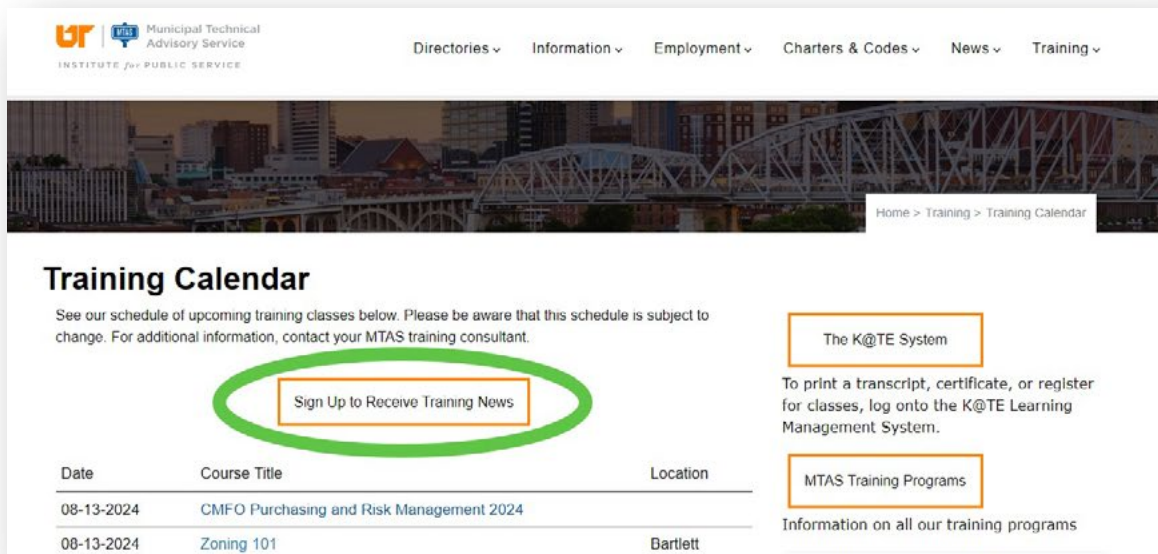 UT MTAS Municipal Technical
Advisory Service
INSTITUTE for PUBLIC SERVICE
Directories Information Employment Charters & Codes News Training
Home > Training > Training Calendar
Training Calendar
See our schedule of upcoming training classes below. Please be aware that this schedule is subject to
change. For additional information, contact your MTAS training consultant.
Sign Up to Receive Training News
Date Course Title Location
08-13-2024 CMFO Purchasing and Risk Management 2024
08-13-2024 Zoning 101 Bartlett
The K@TE System
To print a transcript, certificate, or register
for classes, log onto the K@TE Learning
Management System.
MTAS Training Programs
Information on all our training programs